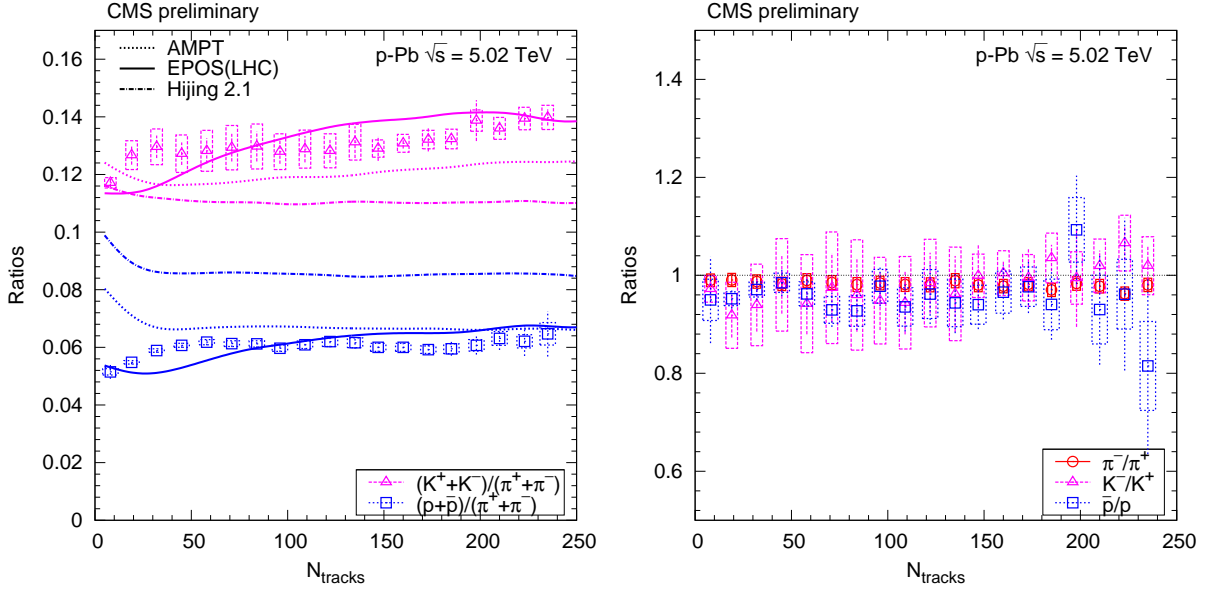 CMS preliminary
0.16
AMPT
EPOS(LHC)
Hijing 2.1
p-Pb √s = 5.02 TeV
0.14
0.12
0.1
0.08
0.06
0.04
0.02
0
Ratios
(K⁺+K⁻)/(π⁺+π⁻)
(p+p̄)/(π⁺+π⁻)
0 50 100 150 200 250
N_tracks
CMS preliminary
p-Pb √s = 5.02 TeV
1.4
1.2
1
0.8
0.6
Ratios
π⁻/π⁺
K⁻/K⁺
p̄/p
0 50 100 150 200 250
N_tracks